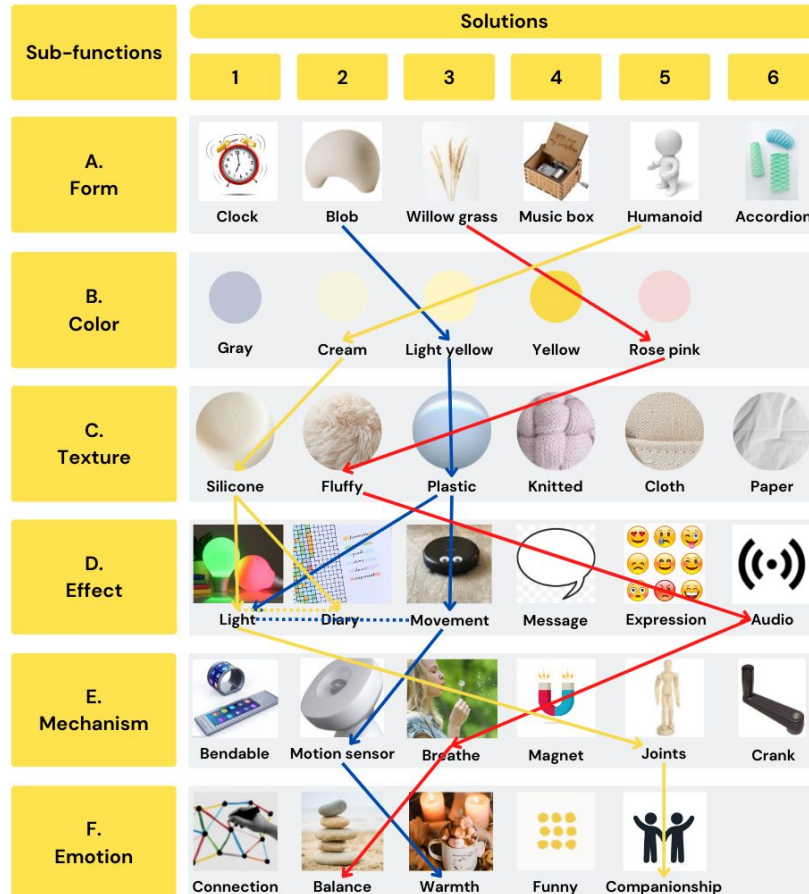 Solutions
Sub-functions
1 2 3 4 5 6
A.
Form
Clock Blob Willow grass Music box Humanoid Accordion
B.
Color
Gray Cream Light yellow Yellow Rose pink
C.
Texture
Silicone Fluffy Plastic Knitted Cloth Paper
D.
Effect
Light Diary Movement Message Expression Audio
E.
Mechanism
Bendable Motion sensor Breathe Magnet Joints Crank
F.
Emotion
Connection Balance Warmth Funny Companionship